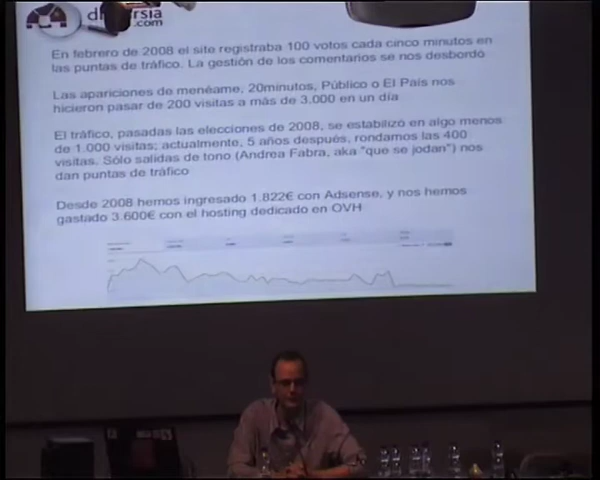 .com
En febrero de 2008 el site registraba 100 votos cada cinco minutos en
las puntas de tráfico. La gestión de los comentarios se nos desbordó
Las apariciones de menéame, 20minutos, Público o El País nos
hicieron pasar de 200 visitas a más de 3.000 en un día
El tráfico, pasadas las elecciones de 2008, se estabilizó en algo menos
de 1.000 visitas; actualmente, 5 años después, rondamos las 400
visitas. Sólo salidas de tono (Andrea Fabra, aka "que se jodan") nos
dan puntas de tráfico
Desde 2008 hemos ingresado 1.822€ con Adsense, y nos hemos
gastado 3.600€ con el hosting dedicado en OVH